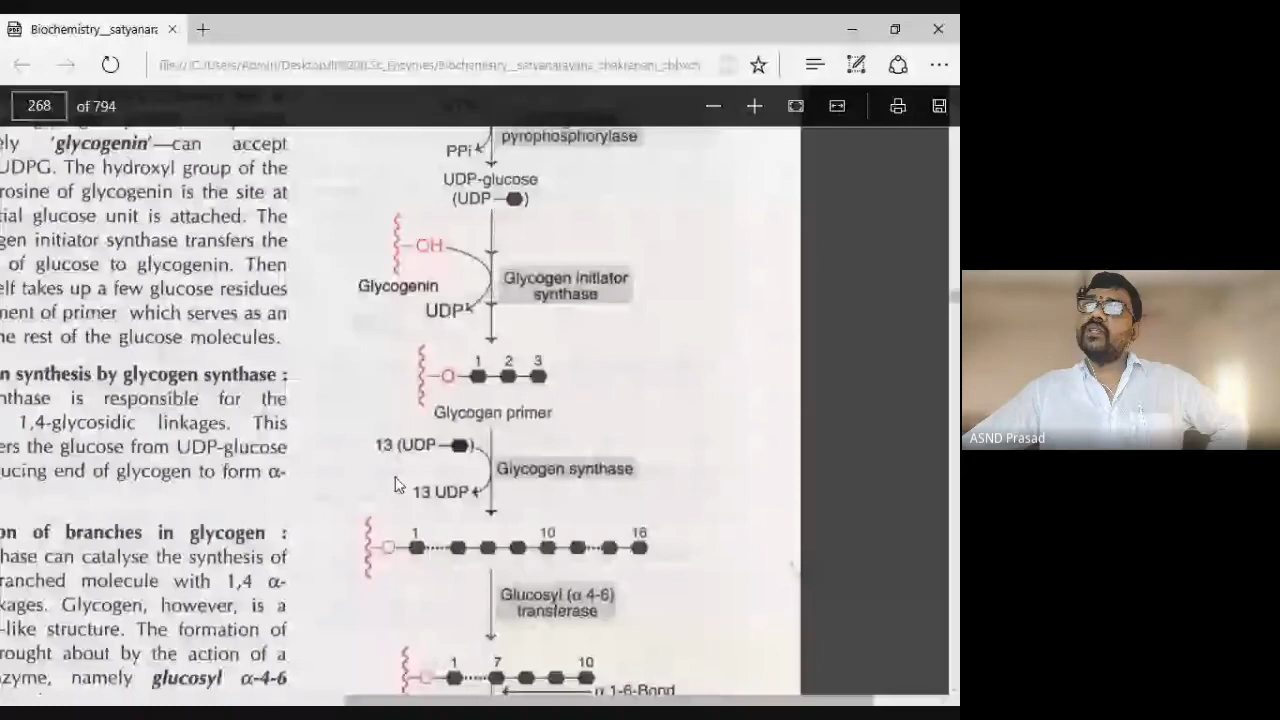 Biochemistry__satyanara
268 of 794
ely 'glycogenin'—can accept
UDPG. The hydroxyl group of the
rosine of glycogenin is the site at
tial glucose unit is attached. The
gen initiator synthase transfers the
of glucose to glycogenin. Then
elf takes up a few glucose residues
ment of primer which serves as an
he rest of the glucose molecules.
n synthesis by glycogen synthase :
nthase is responsible for the
1,4-glycosidic linkages. This
ers the glucose from UDP-glucose
ducing end of glycogen to form α-
on of branches in glycogen :
hase can catalyse the synthesis of
branched molecule with 1,4 α-
kages. Glycogen, however, is a
-like structure. The formation of
rought about by the action of a
nzyme, namely glucosyl α-4-6
pyrophosphorylase
PPi
UDP-glucose
(UDP— )
OH
Glycogenin
Glycogen initiator
synthase
UDP
O 1 2 3
Glycogen primer
13 (UDP— )
Glycogen synthase
13 UDP
O 1 10 16
Glucosyl (α 4-6)
transferase
O 1 7 10
α 1-6-Bond
ASND Prasad